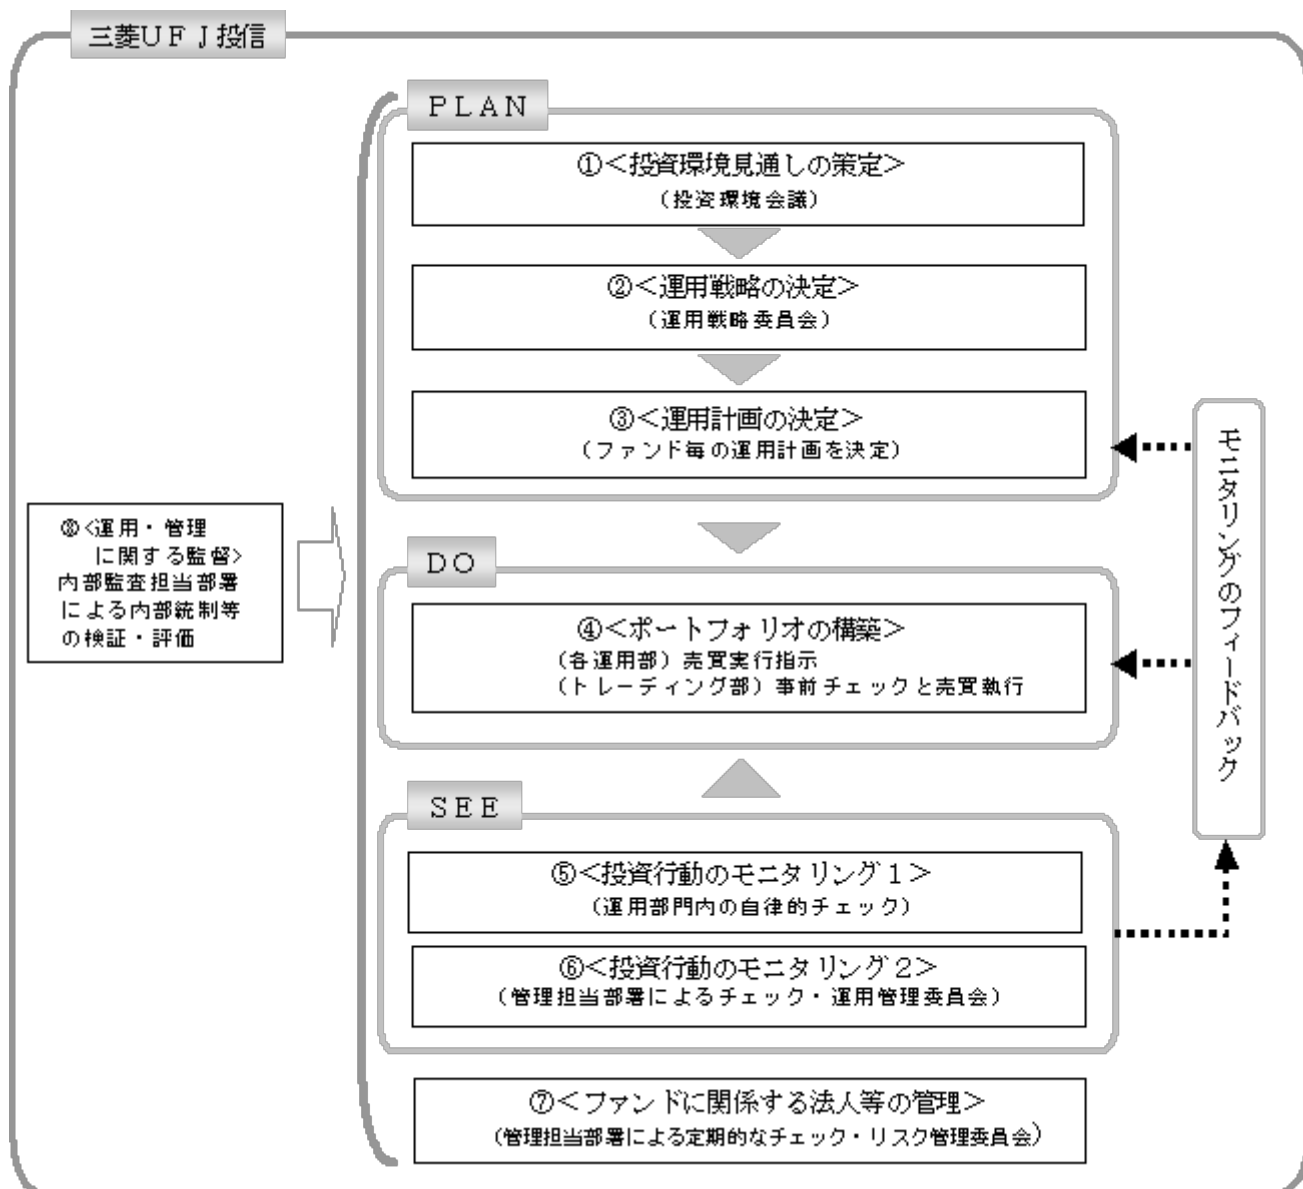 三菱ＵＦＪ投信
ＰＬＡＮ
①＜投資環境見通しの策定＞
（投資環境会議）
②＜運用戦略の決定＞
（運用戦略委員会）
③＜運用計画の決定＞
（ファンド毎の運用計画を決定）
⑧<運用・管理
に関する監督>
内部監査担当部署
による内部統制等
の検証・評価
ＤＯ
④＜ポートフォリオの構築＞
（各運用部）売買実行指示
（トレーディング部）事前チェックと売買執行
ＳＥＥ
⑤＜投資行動のモニタリング１＞
（運用部門内の自律的チェック）
⑥＜投資行動のモニタリング２＞
（管理担当部署によるチェック・運用管理委員会）
⑦＜ファンドに関係する法人等の管理＞
（管理担当部署による定期的なチェック・リスク管理委員会）
モニタリングのフィードバック